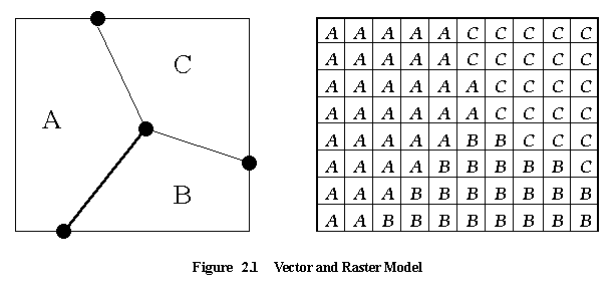 C
A
B
A A A A A C C C C C
A A A A A C C C C C
A A A A A A C C C C
A A A A A A C C C C
A A A A A B B C C C
A A A A B B B B B C
A A A B B B B B B B
A A B B B B B B B B
Figure 2.1 Vector and Raster Model